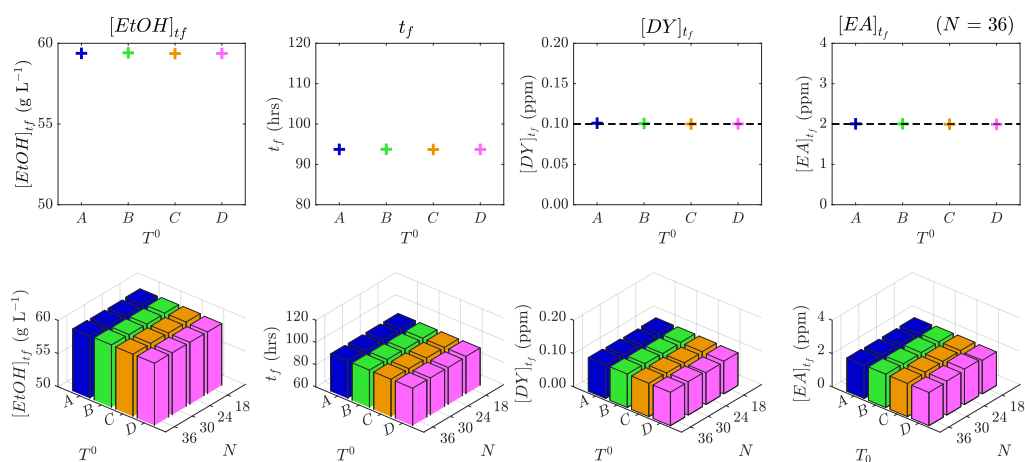 [EtOH]tf
tf
[DY]tf
[EA]tf (N = 36)
60
55
50
[EtOH]tf (g L−1)
A B C D
T0
120
110
100
90
80
tf (hrs)
A B C D
T0
0.20
0.15
0.10
0.05
0.00
[DY]tf (ppm)
A B C D
T0
4
3
2
1
0
[EA]tf (ppm)
A B C D
T0
60
55
50
[EtOH]tf (g L−1)
A B C D
T0
36 30 24 18
N
120
100
80
60
tf (hrs)
A B C D
T0
36 30 24 18
N
0.20
0.10
0.00
[DY]tf (ppm)
A B C D
T0
36 30 24 18
N
4
2
0
[EA]tf (ppm)
A B C D
T0
36 30 24 18
N